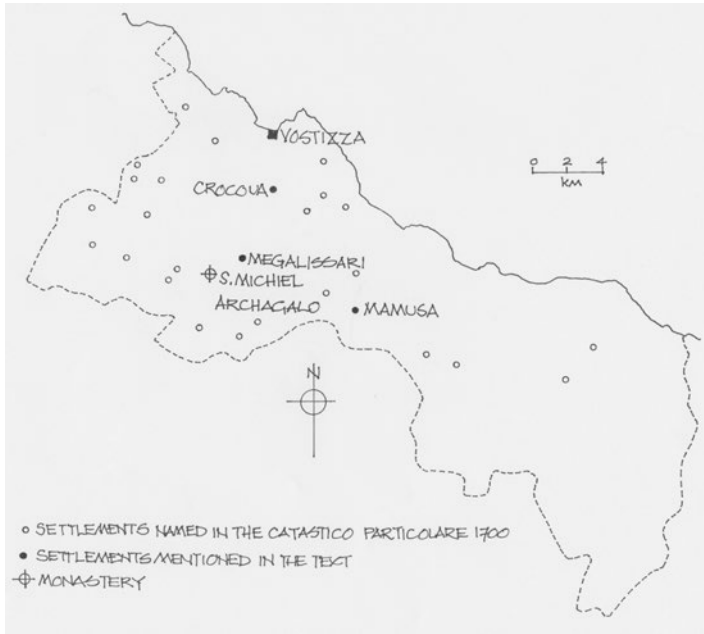 VOSTIZZA
0 2 4
KM
CROCOUA
MEGALISSARI
S. MICHIEL
ARCHAGALO
MAMUSA
N
SETTLEMENTS NAMED IN THE CATASTICO PARTICOLARE 1700
SETTLEMENTS MENTIONED IN THE TEXT
MONASTERY